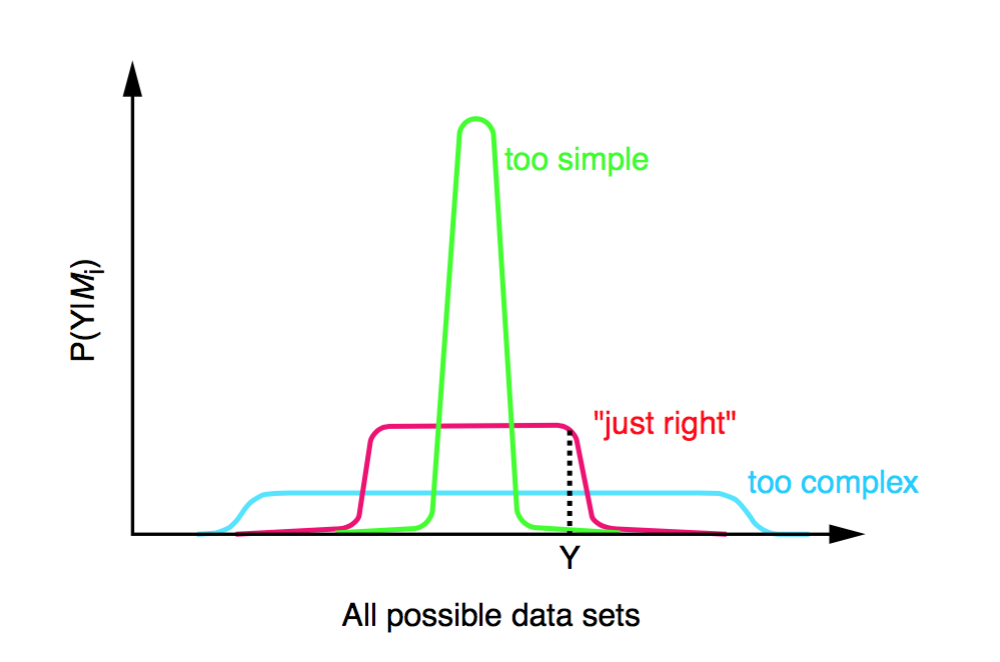 too simple
P(Y|Mi)
"just right"
too complex
Y
All possible data sets